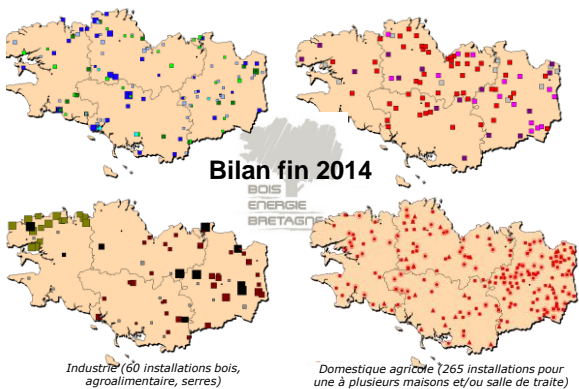 Bilan fin 2014
BOIS
ENERGIE
BRETAGNE
Industrie (60 installations bois,
agroalimentaire, serres)
Domestique agricole (265 installations pour
une à plusieurs maisons et/ou salle de traite)